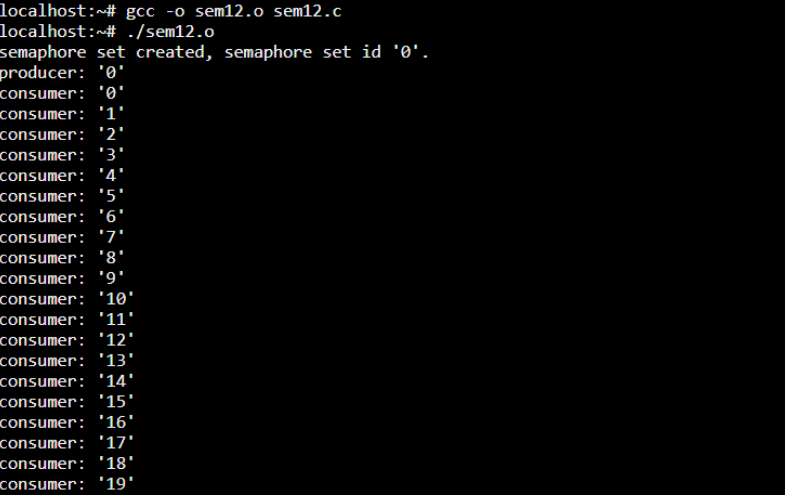 localhost:~# gcc -o sem12.o sem12.c
localhost:~# ./sem12.o
semaphore set created, semaphore set id '0'.
producer: '0'
consumer: '0'
consumer: '1'
consumer: '2'
consumer: '3'
consumer: '4'
consumer: '5'
consumer: '6'
consumer: '7'
consumer: '8'
consumer: '9'
consumer: '10'
consumer: '11'
consumer: '12'
consumer: '13'
consumer: '14'
consumer: '15'
consumer: '16'
consumer: '17'
consumer: '18'
consumer: '19'